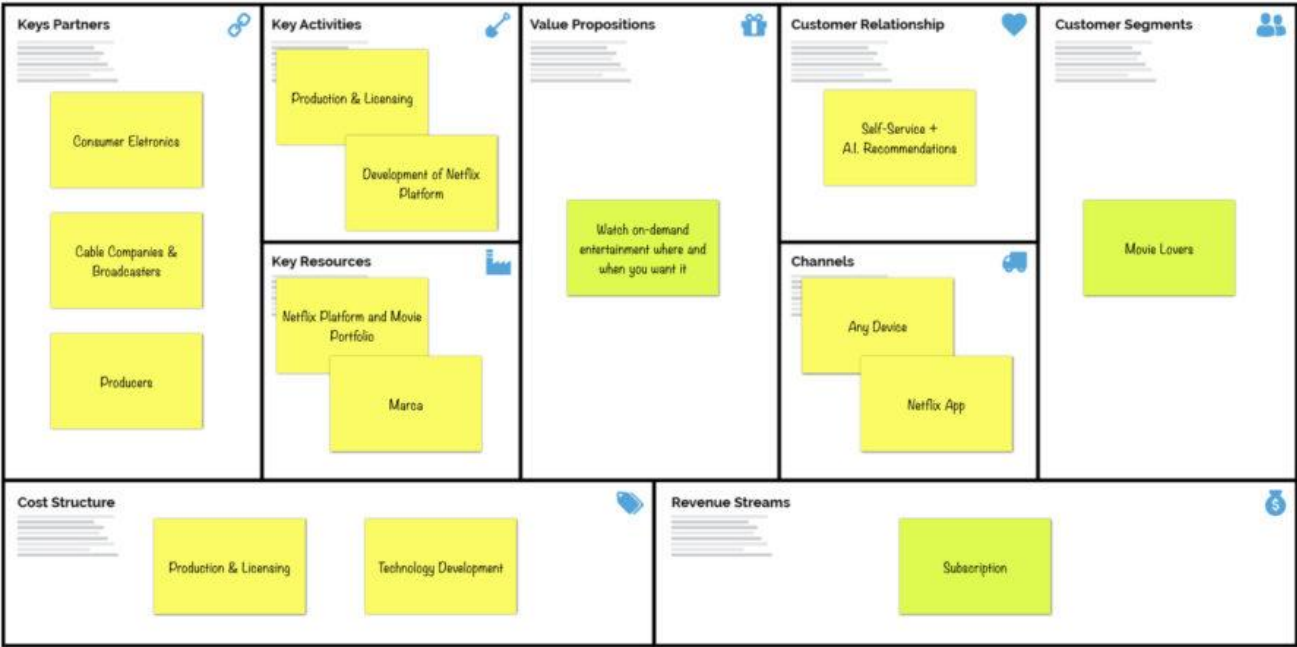 Keys Partners
Consumer Eletronics
Cable Companies &
Broadcasters
Producers
Key Activities
Production & Licensing
Development of Netflix
Platform
Key Resources
Netflix Platform and Movie
Portfolio
Marca
Value Propositions
Watch on-demand
entertainment where and
when you want it
Customer Relationship
Self-Service +
A.I. Recommendations
Channels
Any Device
Netflix App
Customer Segments
Movie Lovers
Cost Structure
Production & Licensing
Technology Development
Revenue Streams
$
Subscription